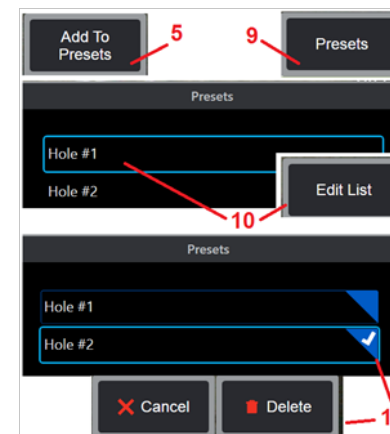 Add To
Presets
5
9
Presets
Presets
Hole #1
Hole #2
10
Edit List
Presets
Hole #1
Hole #2
Cancel
Delete